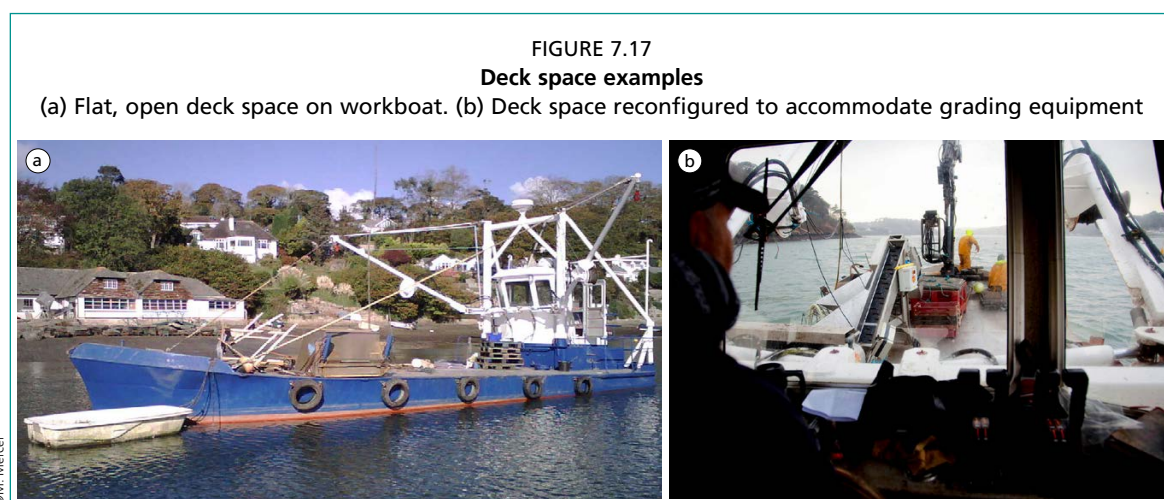 FIGURE 7.17
Deck space examples
(a) Flat, open deck space on workboat. (b) Deck space reconfigured to accommodate grading equipment
a
b
©M. Mercer